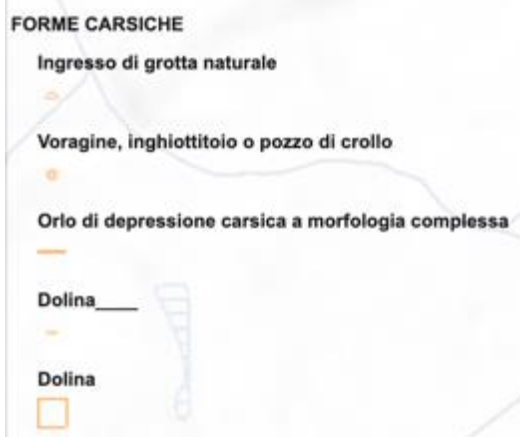 FORME CARSICHE
Ingresso di grotta naturale
Voragine, inghiottitoio o pozzo di crollo
Orlo di depressione carsica a morfologia complessa
Dolina____
Dolina